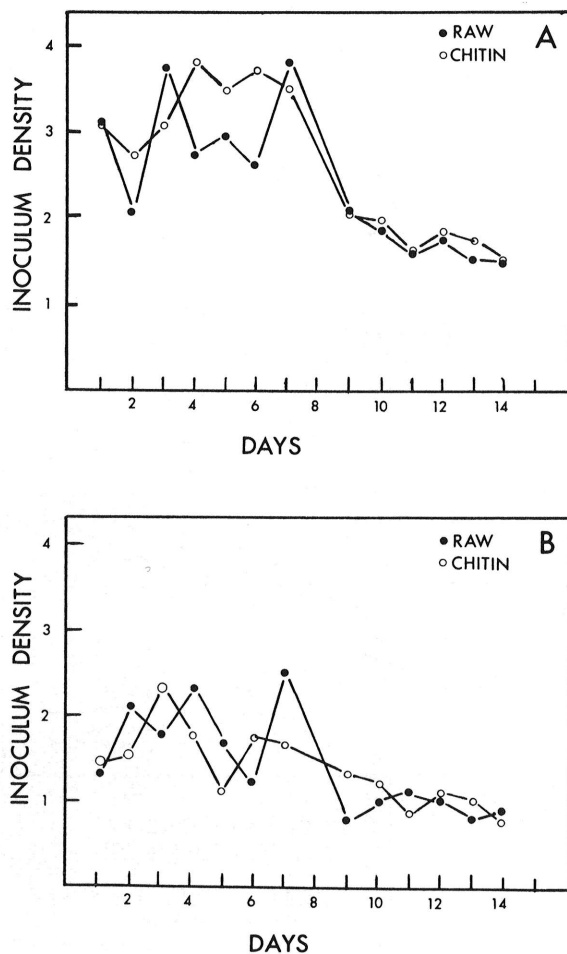 RAW
CHITIN
A
INOCULUM DENSITY
4
3
2
1
2 4 6 8 10 12 14
DAYS
RAW
CHITIN
B
INOCULUM DENSITY
4
3
2
1
2 4 6 8 10 12 14
DAYS